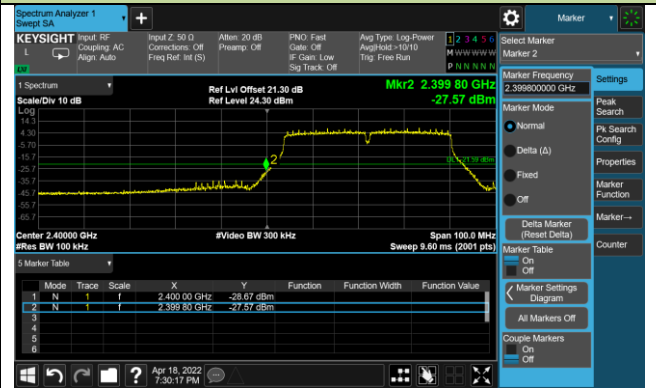 Spectrum Analyzer 1
Swept SA
Marker
KEYSIGHT
L
Input: RF
Coupling: AC
Align: Auto
Input Z: 50 Ω
Corrections: Off
Freq Ref: Int (S)
Atten: 20 dB
Preamp: Off
PNO: Fast
Gate: Off
IF Gain: Low
Sig Track: Off
Avg Type: Log-Power
Avg|Hold:>10/10
Trig: Free Run
1 2 3 4 5 6
M W W W W W
P N N N N N
Select Marker
Marker 2
1 Spectrum
Scale/Div 10 dB
Ref Lvl Offset 21.30 dB
Ref Level 24.30 dBm
Mkr2 2.399 80 GHz
-27.57 dBm
Log
14.3
4.30
-5.70
-15.7
-25.7
-35.7
-45.7
-55.7
-65.7
2
Center 2.40000 GHz
#Res BW 100 kHz
#Video BW 300 kHz
Span 100.0 MHz
Sweep 9.60 ms (2001 pts)
5 Marker Table
Mode Trace Scale X Y Function Function Width Function Value
1 N 1 f 2.400 00 GHz -28.67 dBm
2 N 1 f 2.399 80 GHz -27.57 dBm
3
4
5
6
Marker Frequency
2.399800000 GHz
Marker Mode
Normal
Delta (Δ)
Fixed
Off
Delta Marker
(Reset Delta)
Marker Table
On
Off
Marker Settings
Diagram
All Markers Off
Couple Markers
On
Off
Settings
Peak
Search
Pk Search
Config
Properties
Marker
Function
Marker→
Counter
?
Apr 18, 2022
7:30:17 PM